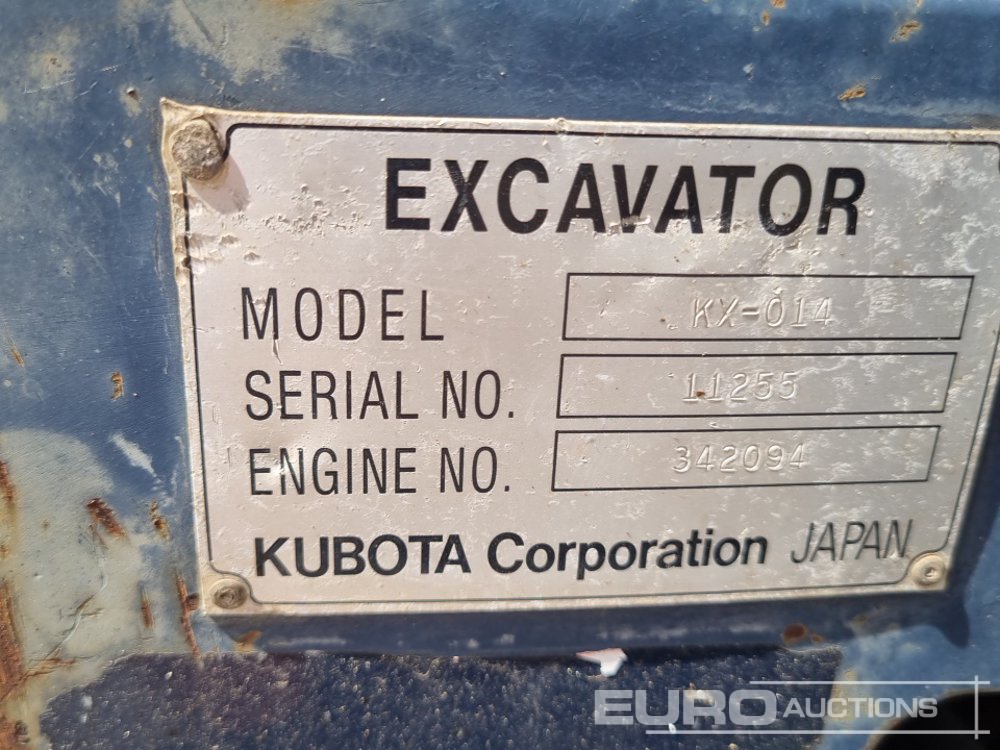 EXCAVATOR
MODEL KX-014
SERIAL NO. 11255
ENGINE NO. 342094
KUBOTA Corporation JAPAN
EURO AUCTIONS